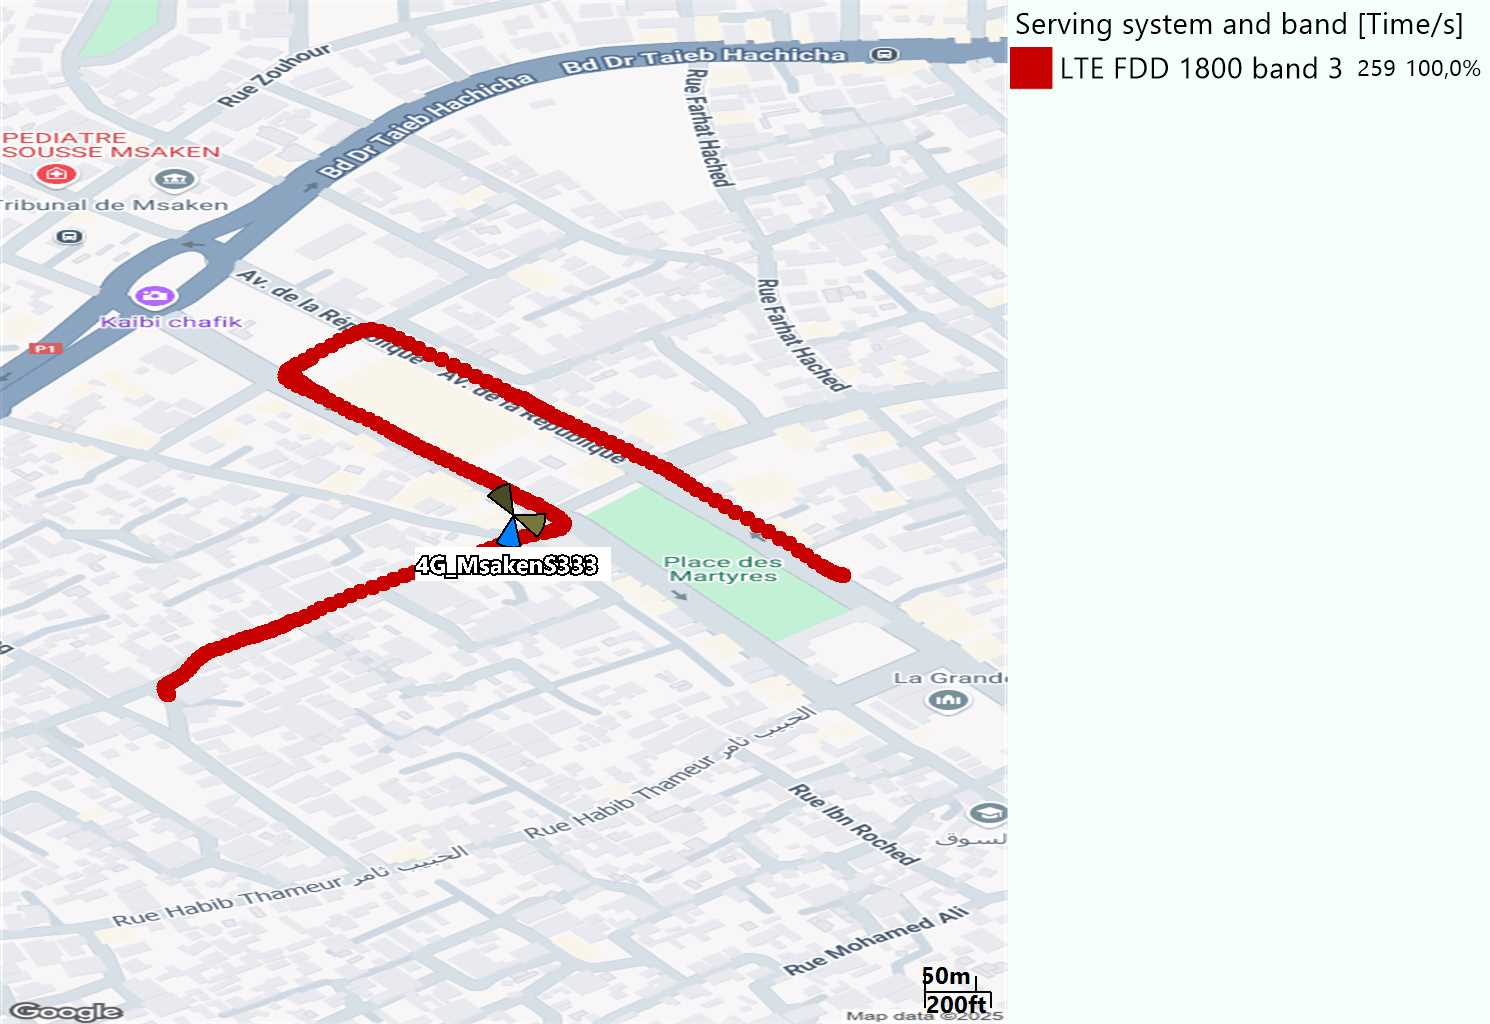 Serving system and band [Time/s]
LTE FDD 1800 band 3 259 100,0%
Rue Zouhour
Bd Dr Taieb Hachicha
Bd Dr Taieb Hachicha
Rue Farhat Hached
PEDIATRE
SOUSSE MSAKEN
Tribunal de Msaken
Av. de la République
Rue Farhat Hached
Kaibi chafik
P1
Av. de la République
4G_MsakenS333
Place des
Martyres
La Grande
Rue Habib Thameur الحبيب ثامر
Rue Ibn Roched
السوق
Rue Habib Thameur الحبيب ثامر
Rue Mohamed Ali
50m
200ft
Google
Map data ©2025